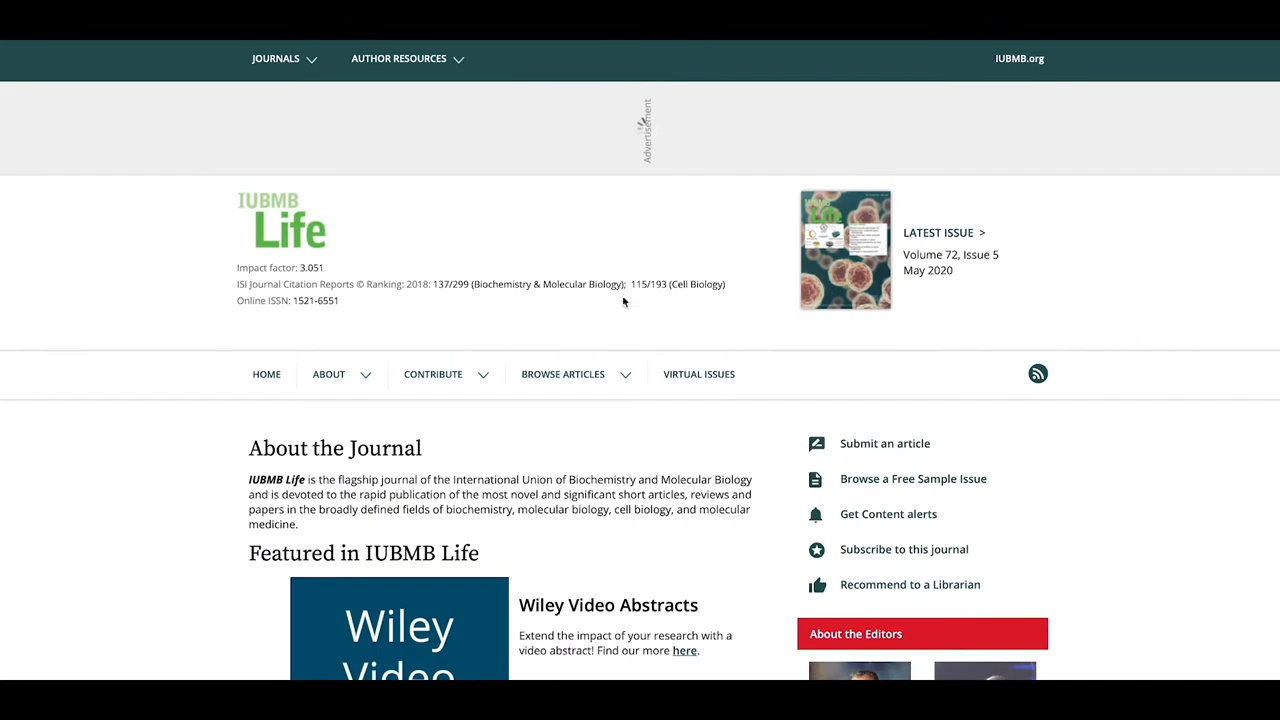 JOURNALS
AUTHOR RESOURCES
IUBMB.org
Advertisement
IUBMB
Life
Impact factor: 3.051
ISI Journal Citation Reports © Ranking: 2018: 137/299 (Biochemistry & Molecular Biology); 115/193 (Cell Biology)
Online ISSN: 1521-6551
Life
LATEST ISSUE >
Volume 72, Issue 5
May 2020
HOME
ABOUT
CONTRIBUTE
BROWSE ARTICLES
VIRTUAL ISSUES
About the Journal
IUBMB Life is the flagship journal of the International Union of Biochemistry and Molecular Biology
and is devoted to the rapid publication of the most novel and significant short articles, reviews and
papers in the broadly defined fields of biochemistry, molecular biology, cell biology, and molecular
medicine.
Featured in IUBMB Life
Wiley
Video
Wiley Video Abstracts
Extend the impact of your research with a
video abstract! Find our more here.
Submit an article
Browse a Free Sample Issue
Get Content alerts
Subscribe to this journal
Recommend to a Librarian
About the Editors